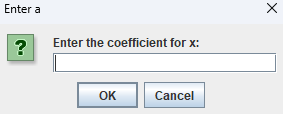 Enter a
Enter the coefficient for x:
OK
Cancel